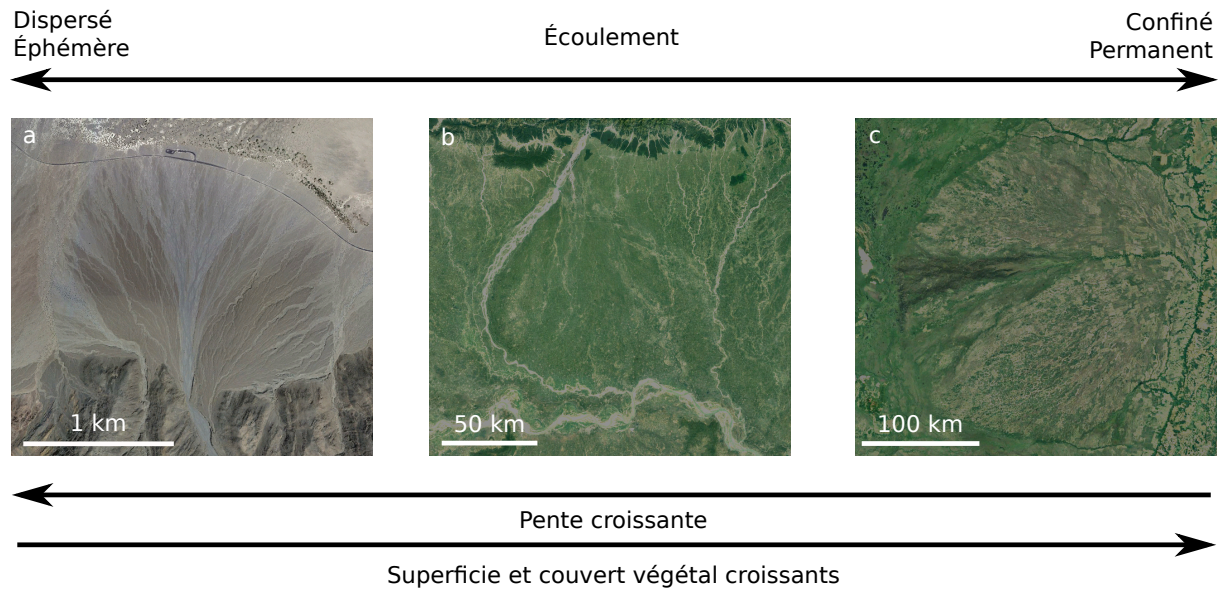 Dispersé
Éphémère
Écoulement
Confiné
Permanent
a
b
c
1 km
50 km
100 km
Pente croissante
Superficie et couvert végétal croissants